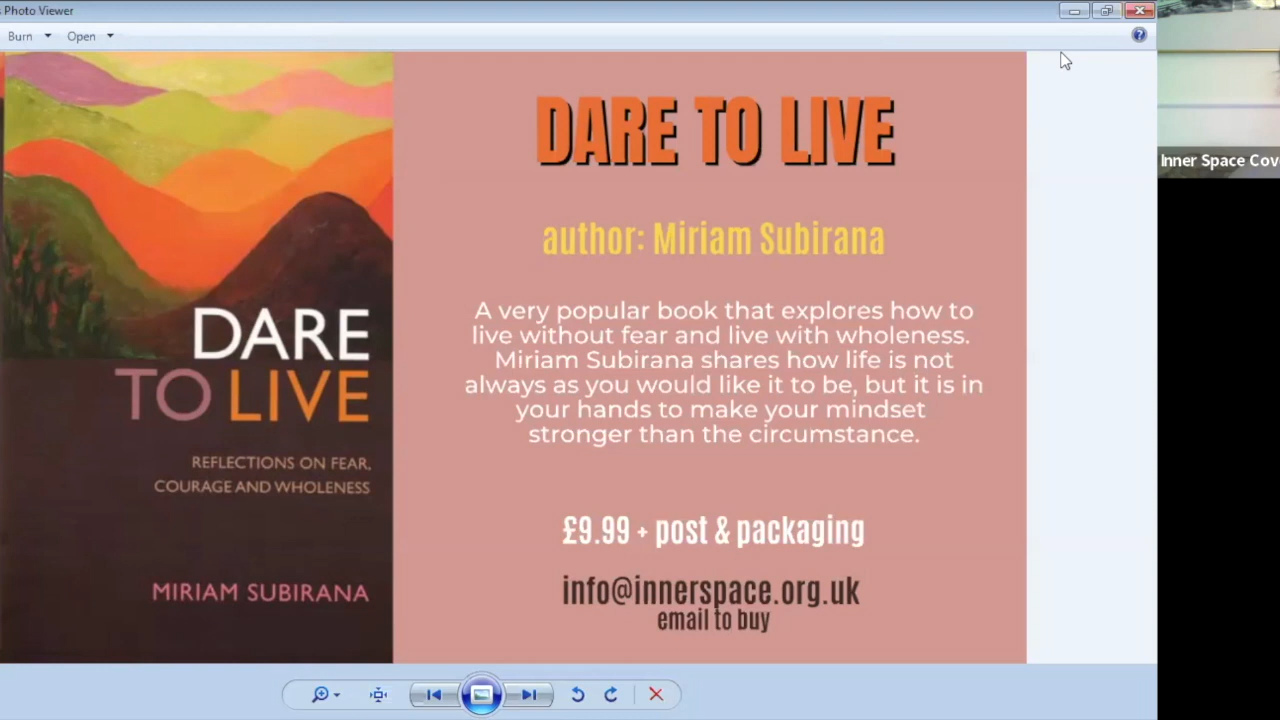 Photo Viewer
Burn
Open
DARE TO LIVE
author: Miriam Subirana
A very popular book that explores how to
live without fear and live with wholeness.
Miriam Subirana shares how life is not
always as you would like it to be, but it is in
your hands to make your mindset
stronger than the circumstance.
£9.99 + post & packaging
info@innerspace.org.uk
email to buy
DARE
TO LIVE
REFLECTIONS ON FEAR,
COURAGE AND WHOLENESS
MIRIAM SUBIRANA
Inner Space Cov